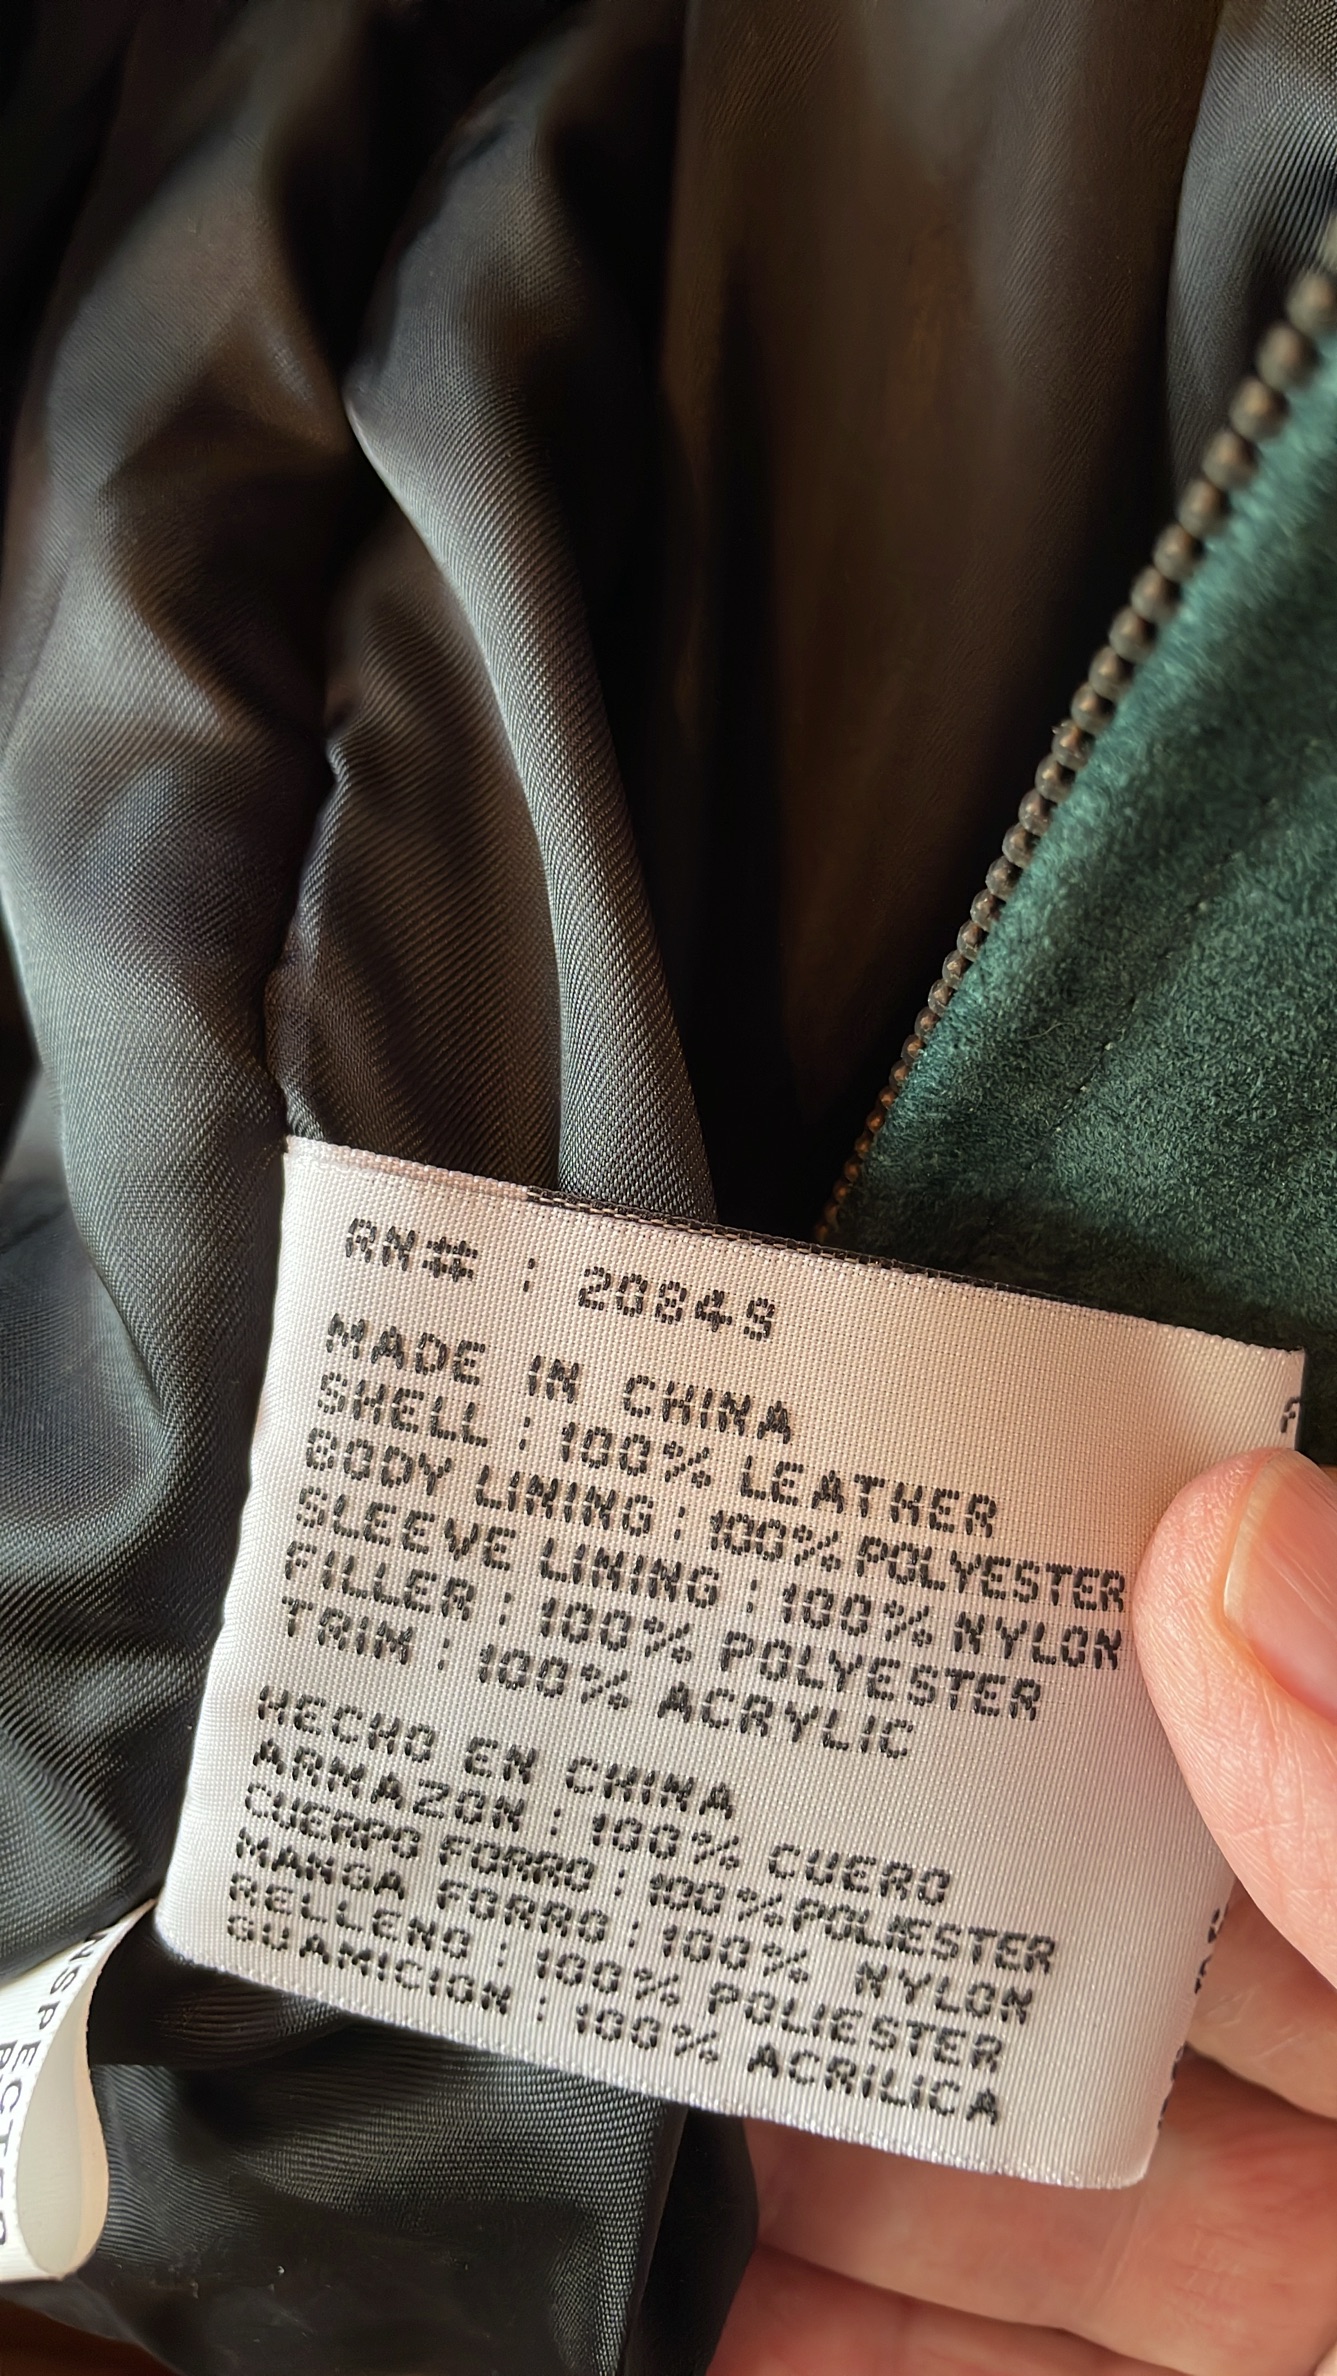 RN# : 20849
MADE IN CHINA
SHELL : 100% LEATHER
BODY LINING : 100% POLYESTER
SLEEVE LINING : 100% NYLON
FILLER : 100% POLYESTER
TRIM : 100% ACRYLIC
HECHO EN CHINA
ARMAZON : 100% CUERO
CUERPO FORRO : 100% POLIESTER
MANGA FORRO : 100% NYLON
RELLENO : 100% POLIESTER
GUAMICION : 100% ACRILICA